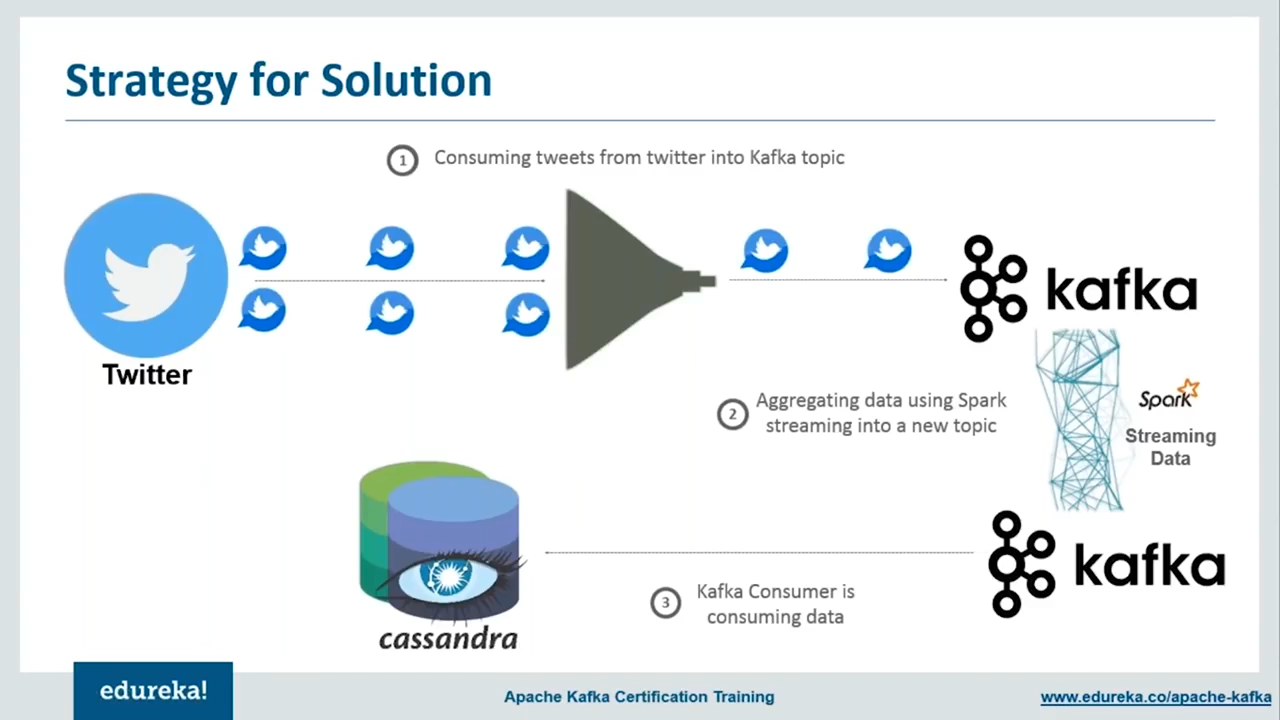 Strategy for Solution
1 Consuming tweets from twitter into Kafka topic
Twitter
kafka
2 Aggregating data using Spark
streaming into a new topic
Spark
Streaming
Data
kafka
3 Kafka Consumer is
consuming data
cassandra
edureka!
Apache Kafka Certification Training
www.edureka.co/apache-kafka